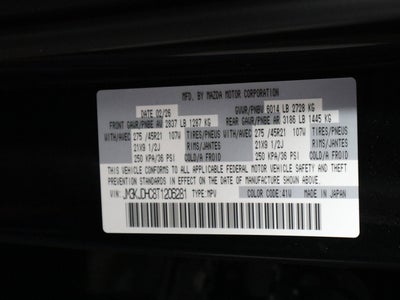 MFD. BY MAZDA MOTOR CORPORATION
DATE 02/26 GVWR/PNBV 6014 LB 2728 KG
FRONT GAWR/PNBE AV 2837 LB 1287 KG REAR GAWR/PNBE AR 3186 LB 1445 KG
WITH/AVEC 275 /45R21 107W TIRES/PNEUS WITH/AVEC 275 /45R21 107W TIRES/PNEUS
21X9 1/2J RIMS/JANTES 21X9 1/2J RIMS/JANTES
250 KPA/36 PSI COLD/A FROID 250 KPA/36 PSI COLD/A FROID
THIS VEHICLE CONFORMS TO ALL APPLICABLE FEDERAL MOTOR VEHICLE SAFETY AND THEFT
PREVENTION STANDARDS IN EFFECT ON THE DATE OF MANUFACTURE SHOWN ABOVE.
VIN: JM3KJDHC8T1206281 TYPE: MPV COLOR CODE: 41W MADE IN JAPAN